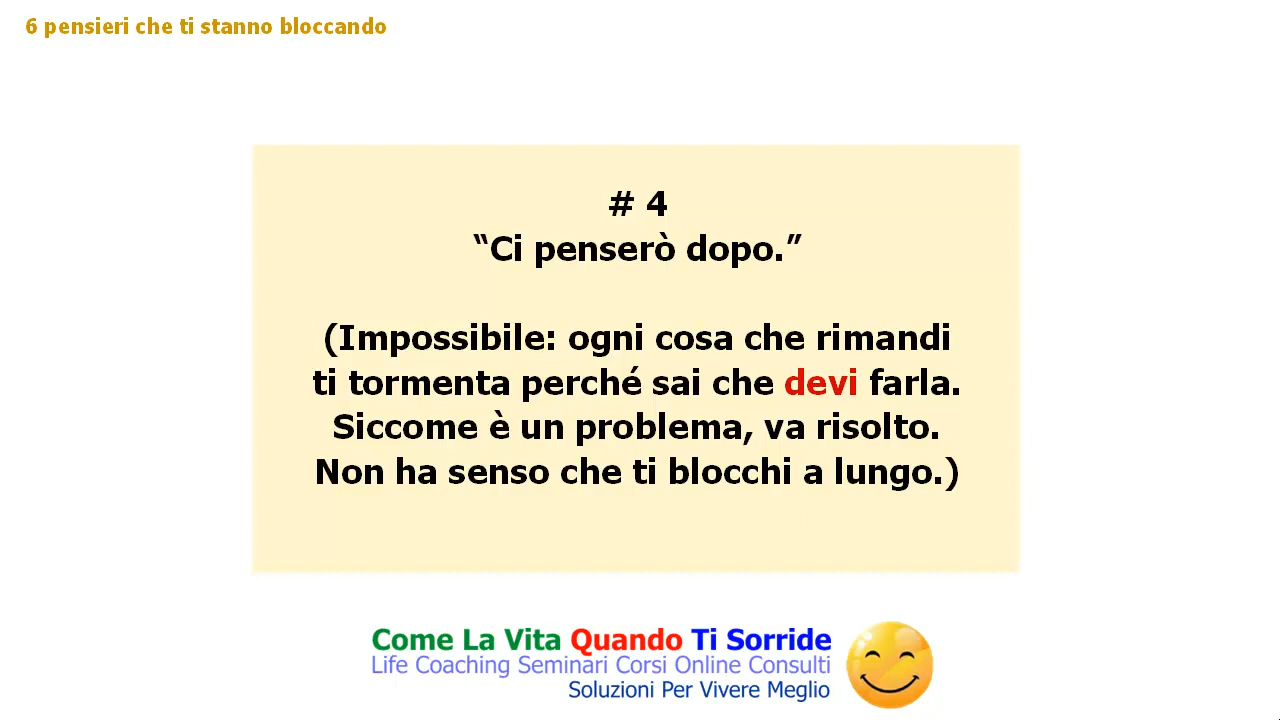 6 pensieri che ti stanno bloccando
# 4
“Ci penserò dopo.”
(Impossibile: ogni cosa che rimandi
ti tormenta perché sai che devi farla.
Siccome è un problema, va risolto.
Non ha senso che ti blocchi a lungo.)
Come La Vita Quando Ti Sorride
Life Coaching Seminari Corsi Online Consulti
Soluzioni Per Vivere Meglio